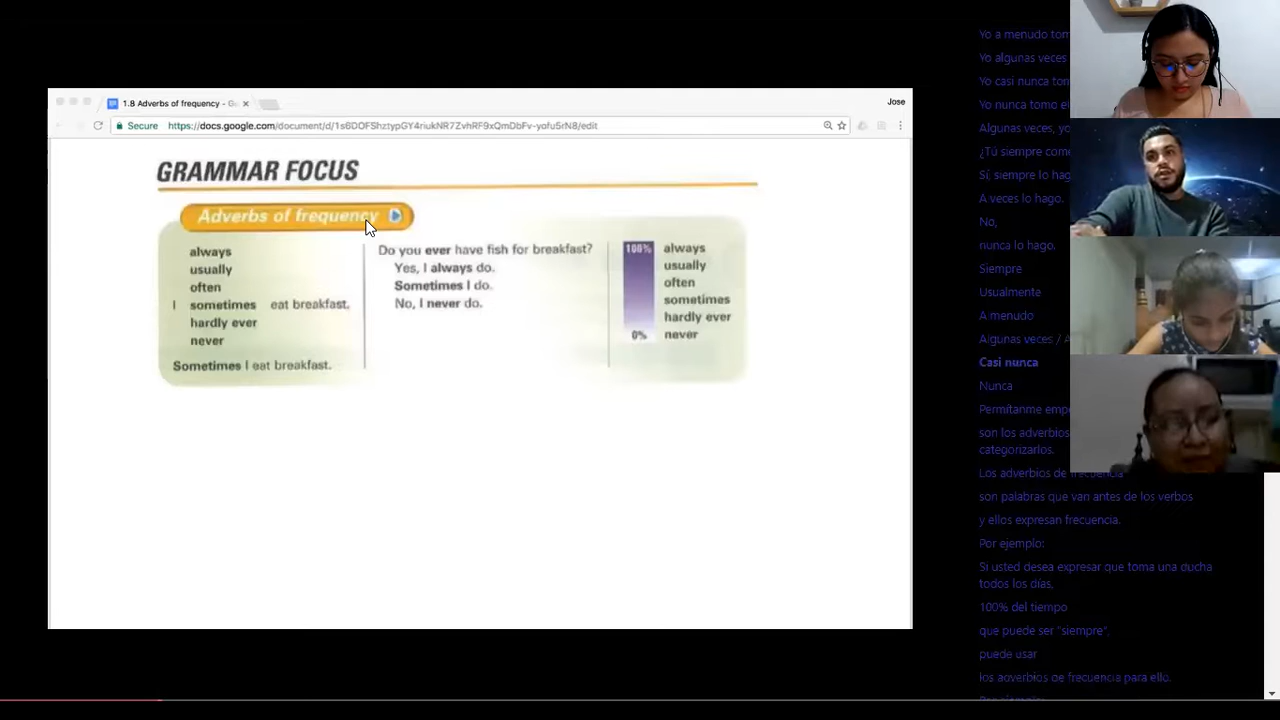 1.8 Adverbs of frequency - G
Jose
Secure https://docs.google.com/document/d/1s6DOFShztypGY4riukNR7ZvhRF9xQmDbFv-yofu5rN8/edit
GRAMMAR FOCUS
Adverbs of frequency
always
usually
often
I sometimes eat breakfast.
hardly ever
never
Sometimes I eat breakfast.
Do you ever have fish for breakfast?
Yes, I always do.
Sometimes I do.
No, I never do.
100% always
usually
often
sometimes
hardly ever
0% never
Yo a menudo tom
Yo algunas veces
Yo casi nunca tom
Yo nunca tomo el
Algunas veces, yo
¿Tú siempre come
Sí, siempre lo hag
A veces lo hago.
No,
nunca lo hago.
Siempre
Usualmente
A menudo
Algunas veces / A
Casi nunca
Nunca
Permítanme emp
son los adverbios
categorizarlos.
Los adverbios de frecuencia
son palabras que van antes de los verbos
y ellos expresan frecuencia.
Por ejemplo:
Si usted desea expresar que toma una ducha
todos los días,
100% del tiempo
que puede ser "siempre",
puede usar
los adverbios de frecuencia para ello.
Por ejemplo: